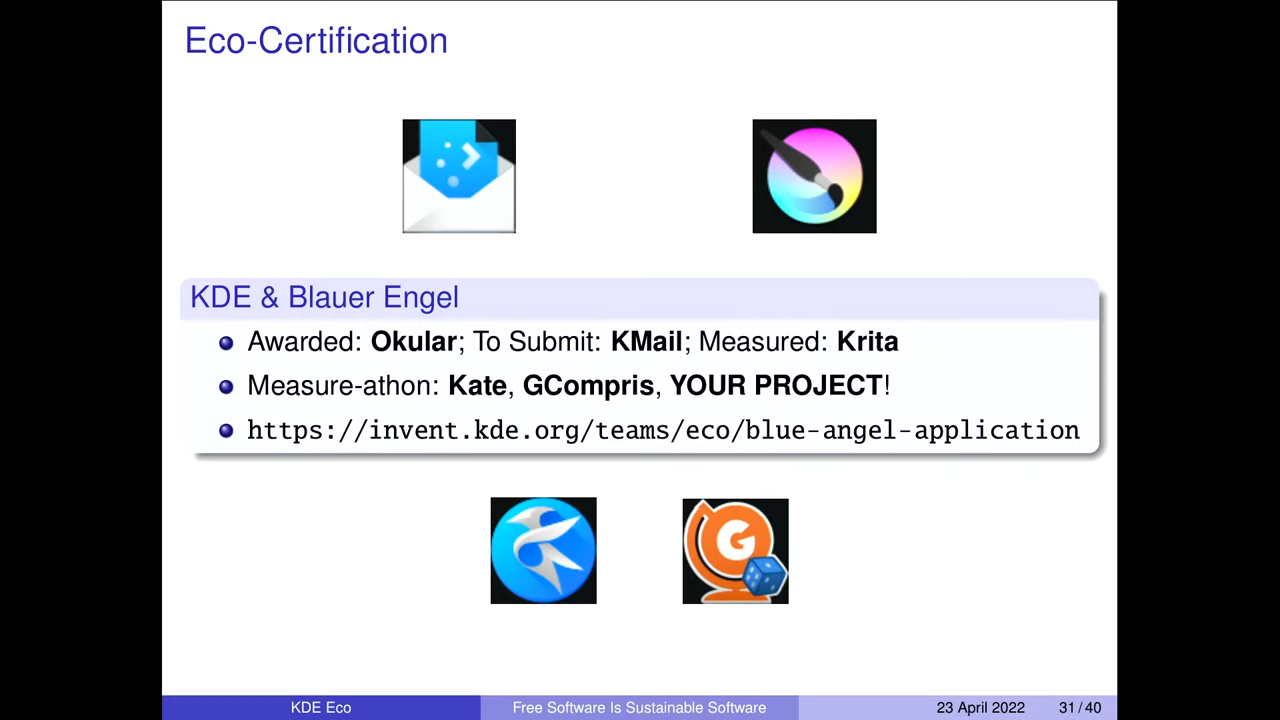 Eco-Certification
KDE & Blauer Engel
Awarded: Okular; To Submit: KMail; Measured: Krita
Measure-athon: Kate, GCompris, YOUR PROJECT!
https://invent.kde.org/teams/eco/blue-angel-application
G
KDE Eco
Free Software Is Sustainable Software
23 April 2022
31/40